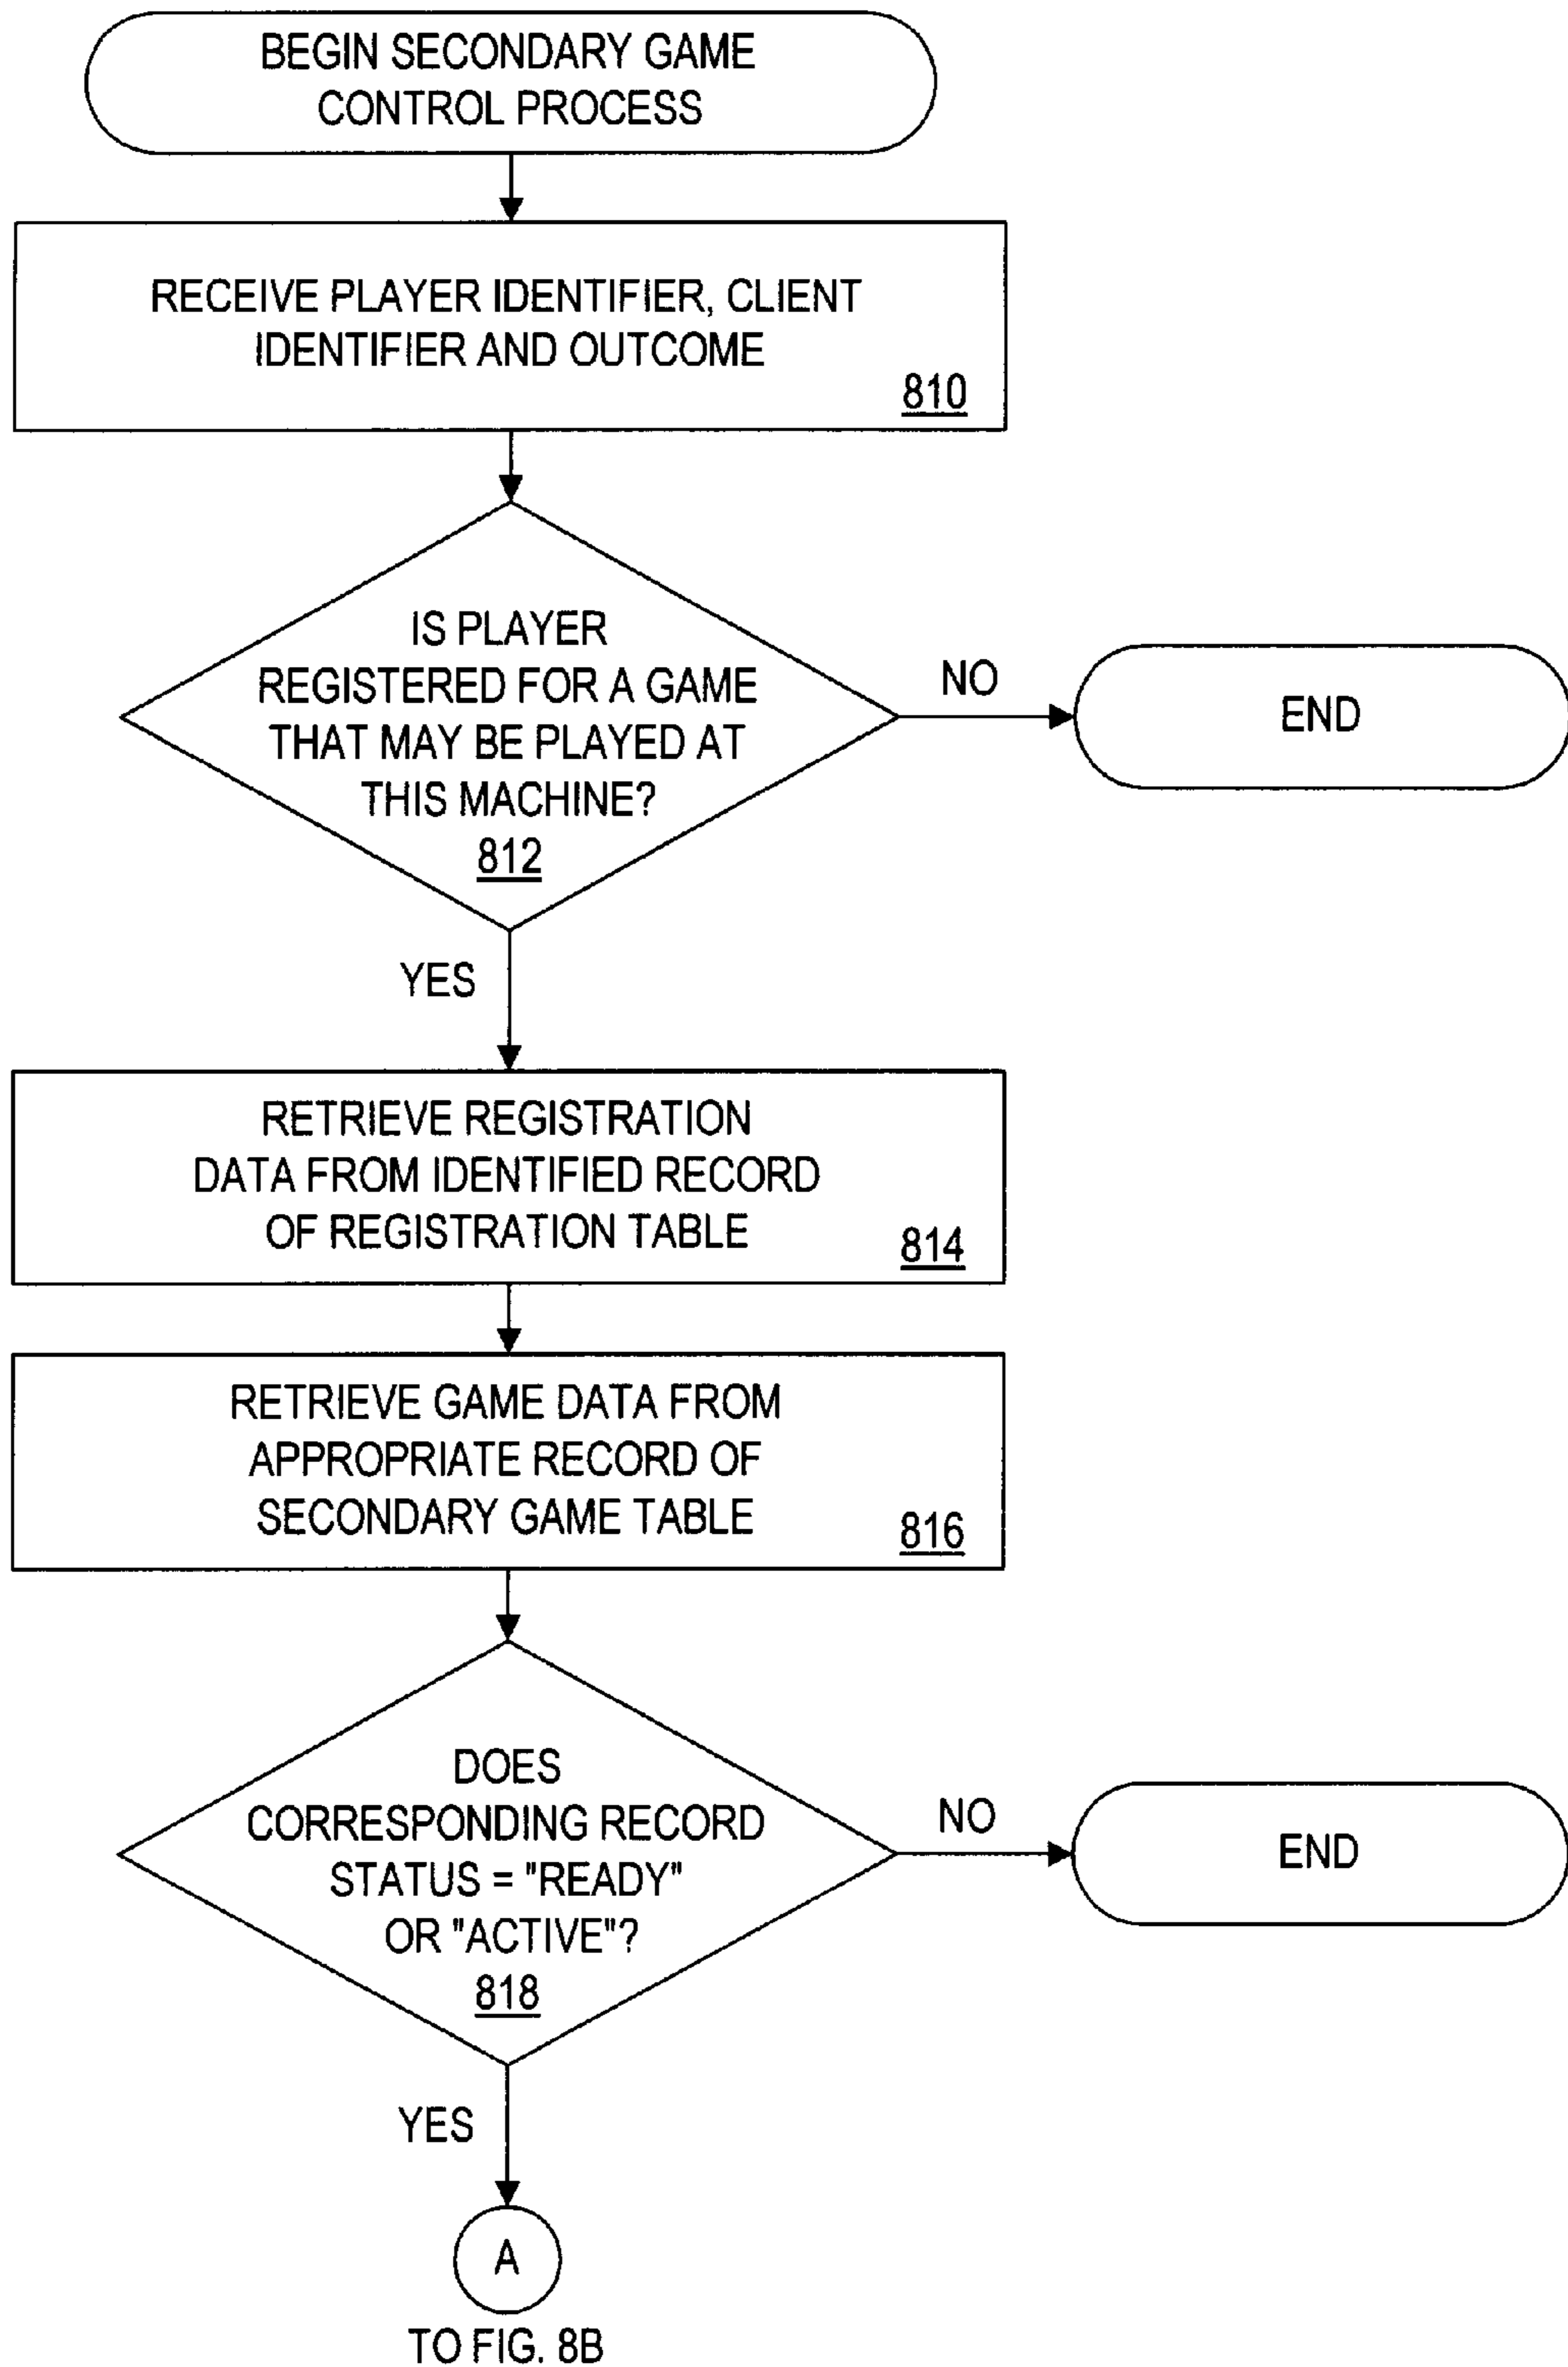 BEGIN SECONDARY GAME
CONTROL PROCESS
RECEIVE PLAYER IDENTIFIER, CLIENT
IDENTIFIER AND OUTCOME
810
IS PLAYER
REGISTERED FOR A GAME
THAT MAY BE PLAYED AT
THIS MACHINE?
812
NO
END
YES
RETRIEVE REGISTRATION
DATA FROM IDENTIFIED RECORD
OF REGISTRATION TABLE
814
RETRIEVE GAME DATA FROM
APPROPRIATE RECORD OF
SECONDARY GAME TABLE
816
DOES
CORRESPONDING RECORD
STATUS = "READY"
OR "ACTIVE"?
818
NO
END
YES
A
TO FIG. 8B